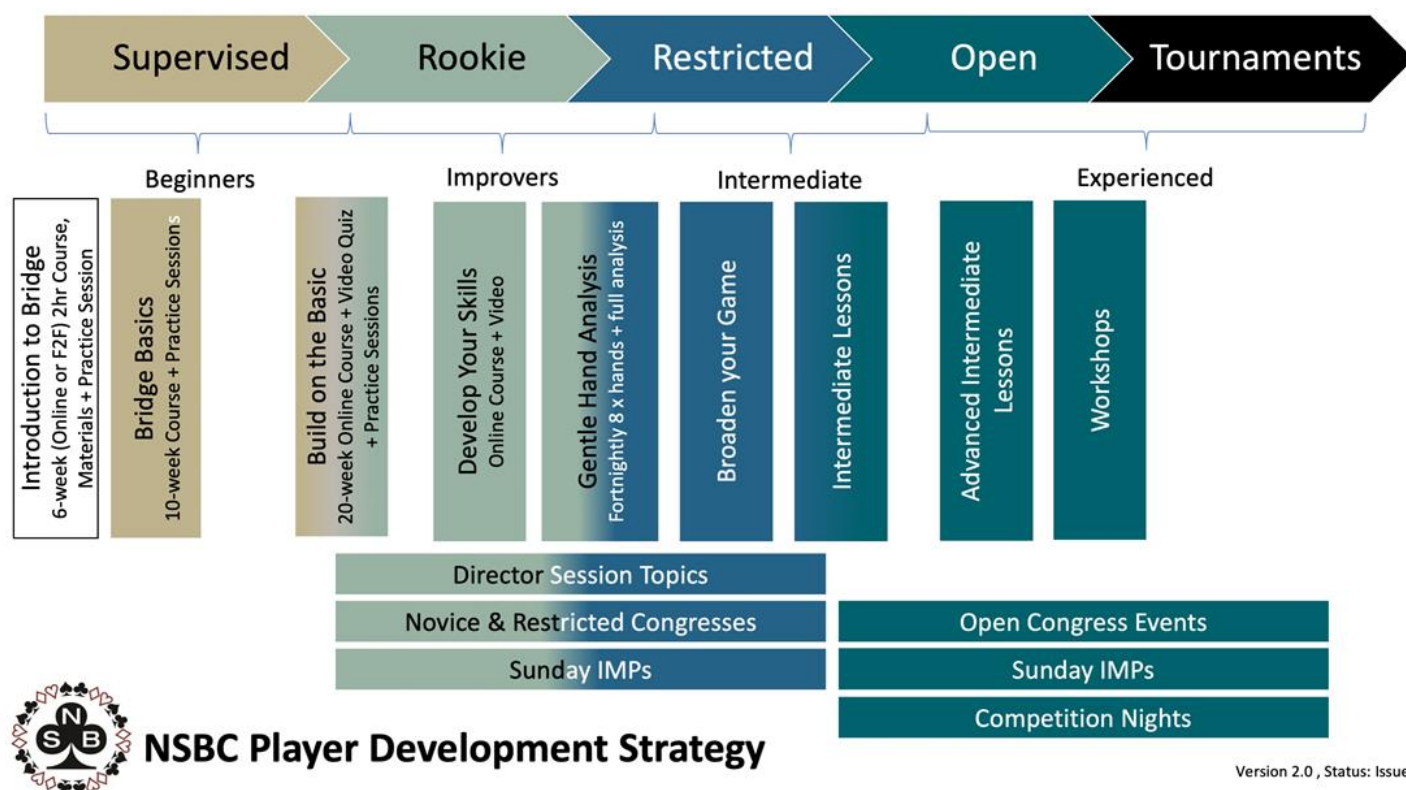 Supervised
Rookie
Restricted
Open
Tournaments
Beginners
Improvers
Intermediate
Experienced
Introduction to Bridge
6-week (Online or F2F) 2hr Course,
Materials + Practice Session
Bridge Basics
10-week Course + Practice Sessions
Build on the Basic
20-week Online Course + Video Quiz
+ Practice Sessions
Develop Your Skills
Online Course + Video
Gentle Hand Analysis
Fortnightly 8 x hands + full analysis
Broaden your Game
Intermediate Lessons
Advanced Intermediate
Lessons
Workshops
Director Session Topics
Novice & Restricted Congresses
Sunday IMPs
Open Congress Events
Sunday IMPs
Competition Nights
N
S B
NSBC Player Development Strategy
Version 2.0 , Status: Issue